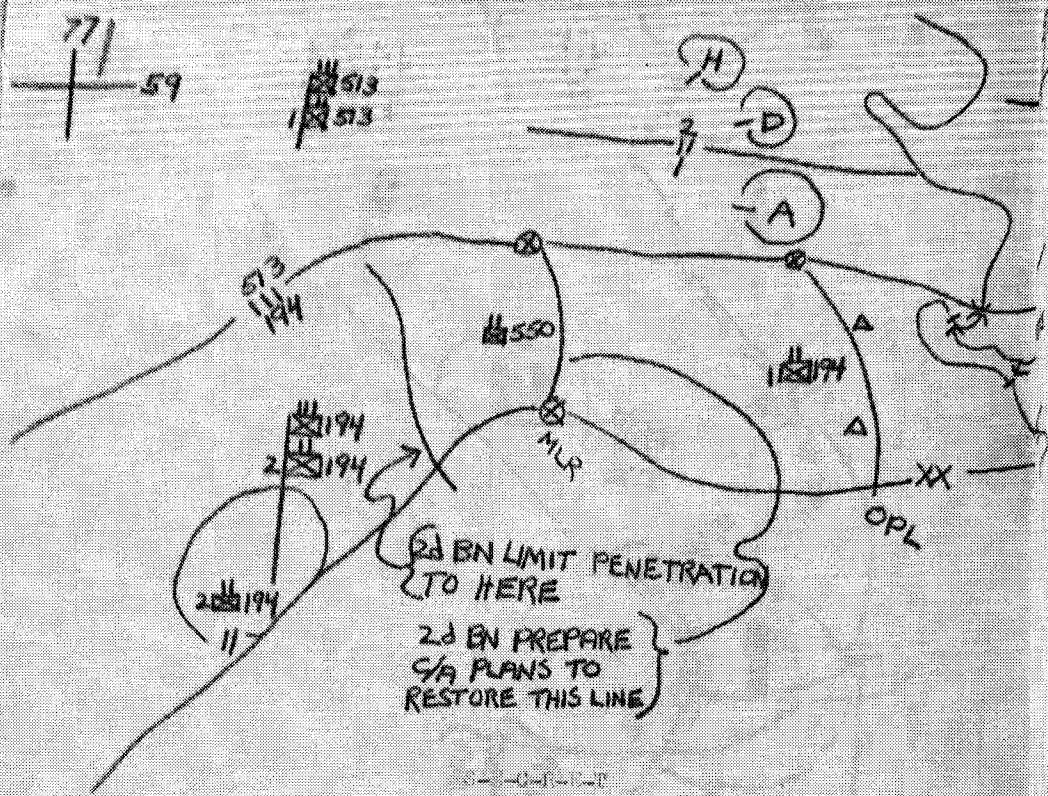 77
59
513
1 513
H
D
2
1
A
513
194
550
1 194
194
2 194
MLR
XX
OPL
2d BN LIMIT PENETRATION
TO HERE
2 194
11
2d BN PREPARE
C/A PLANS TO
RESTORE THIS LINE
S-E-C-R-E-T